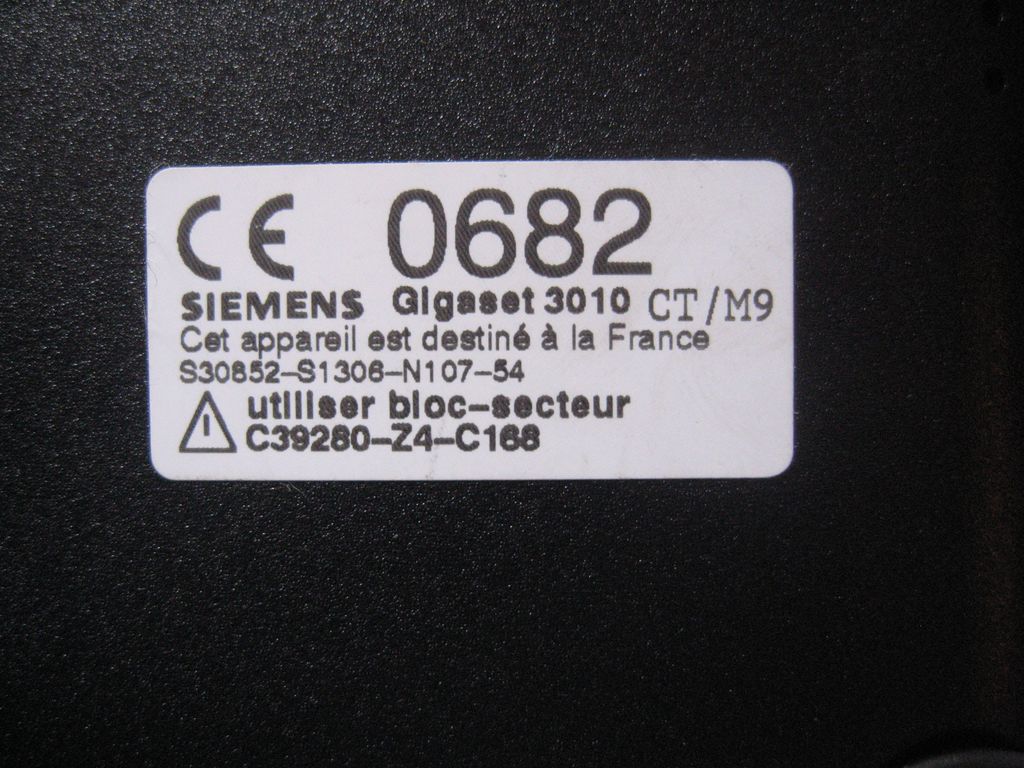 CE 0682
SIEMENS Gigaset 3010 CT/M9
Cet appareil est destiné à la France
S30852-S1306-N107-54
utiliser bloc-secteur
C39280-Z4-C168